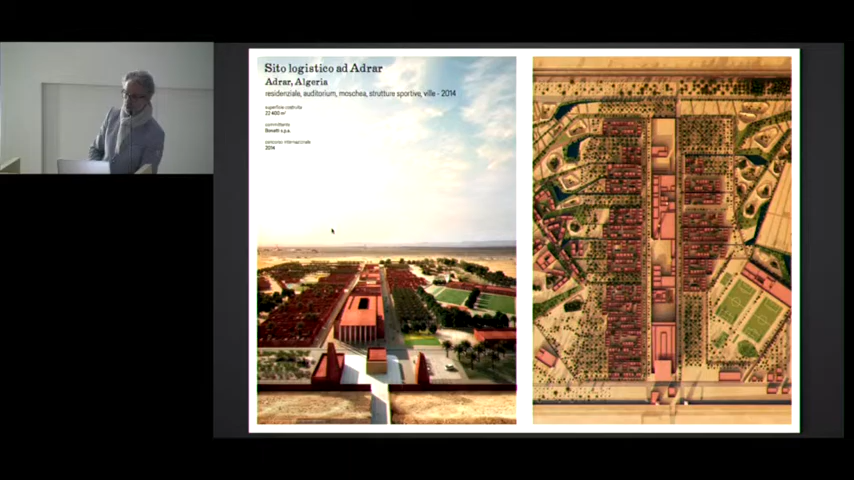 Sito logistico ad Adrar
Adrar, Algeria
residenziale, auditorium, moschea, strutture sportive, ville - 2014
superficie costruita
22 400 m²
committente
Bonatti s.p.a.
concorso internazionale
2014